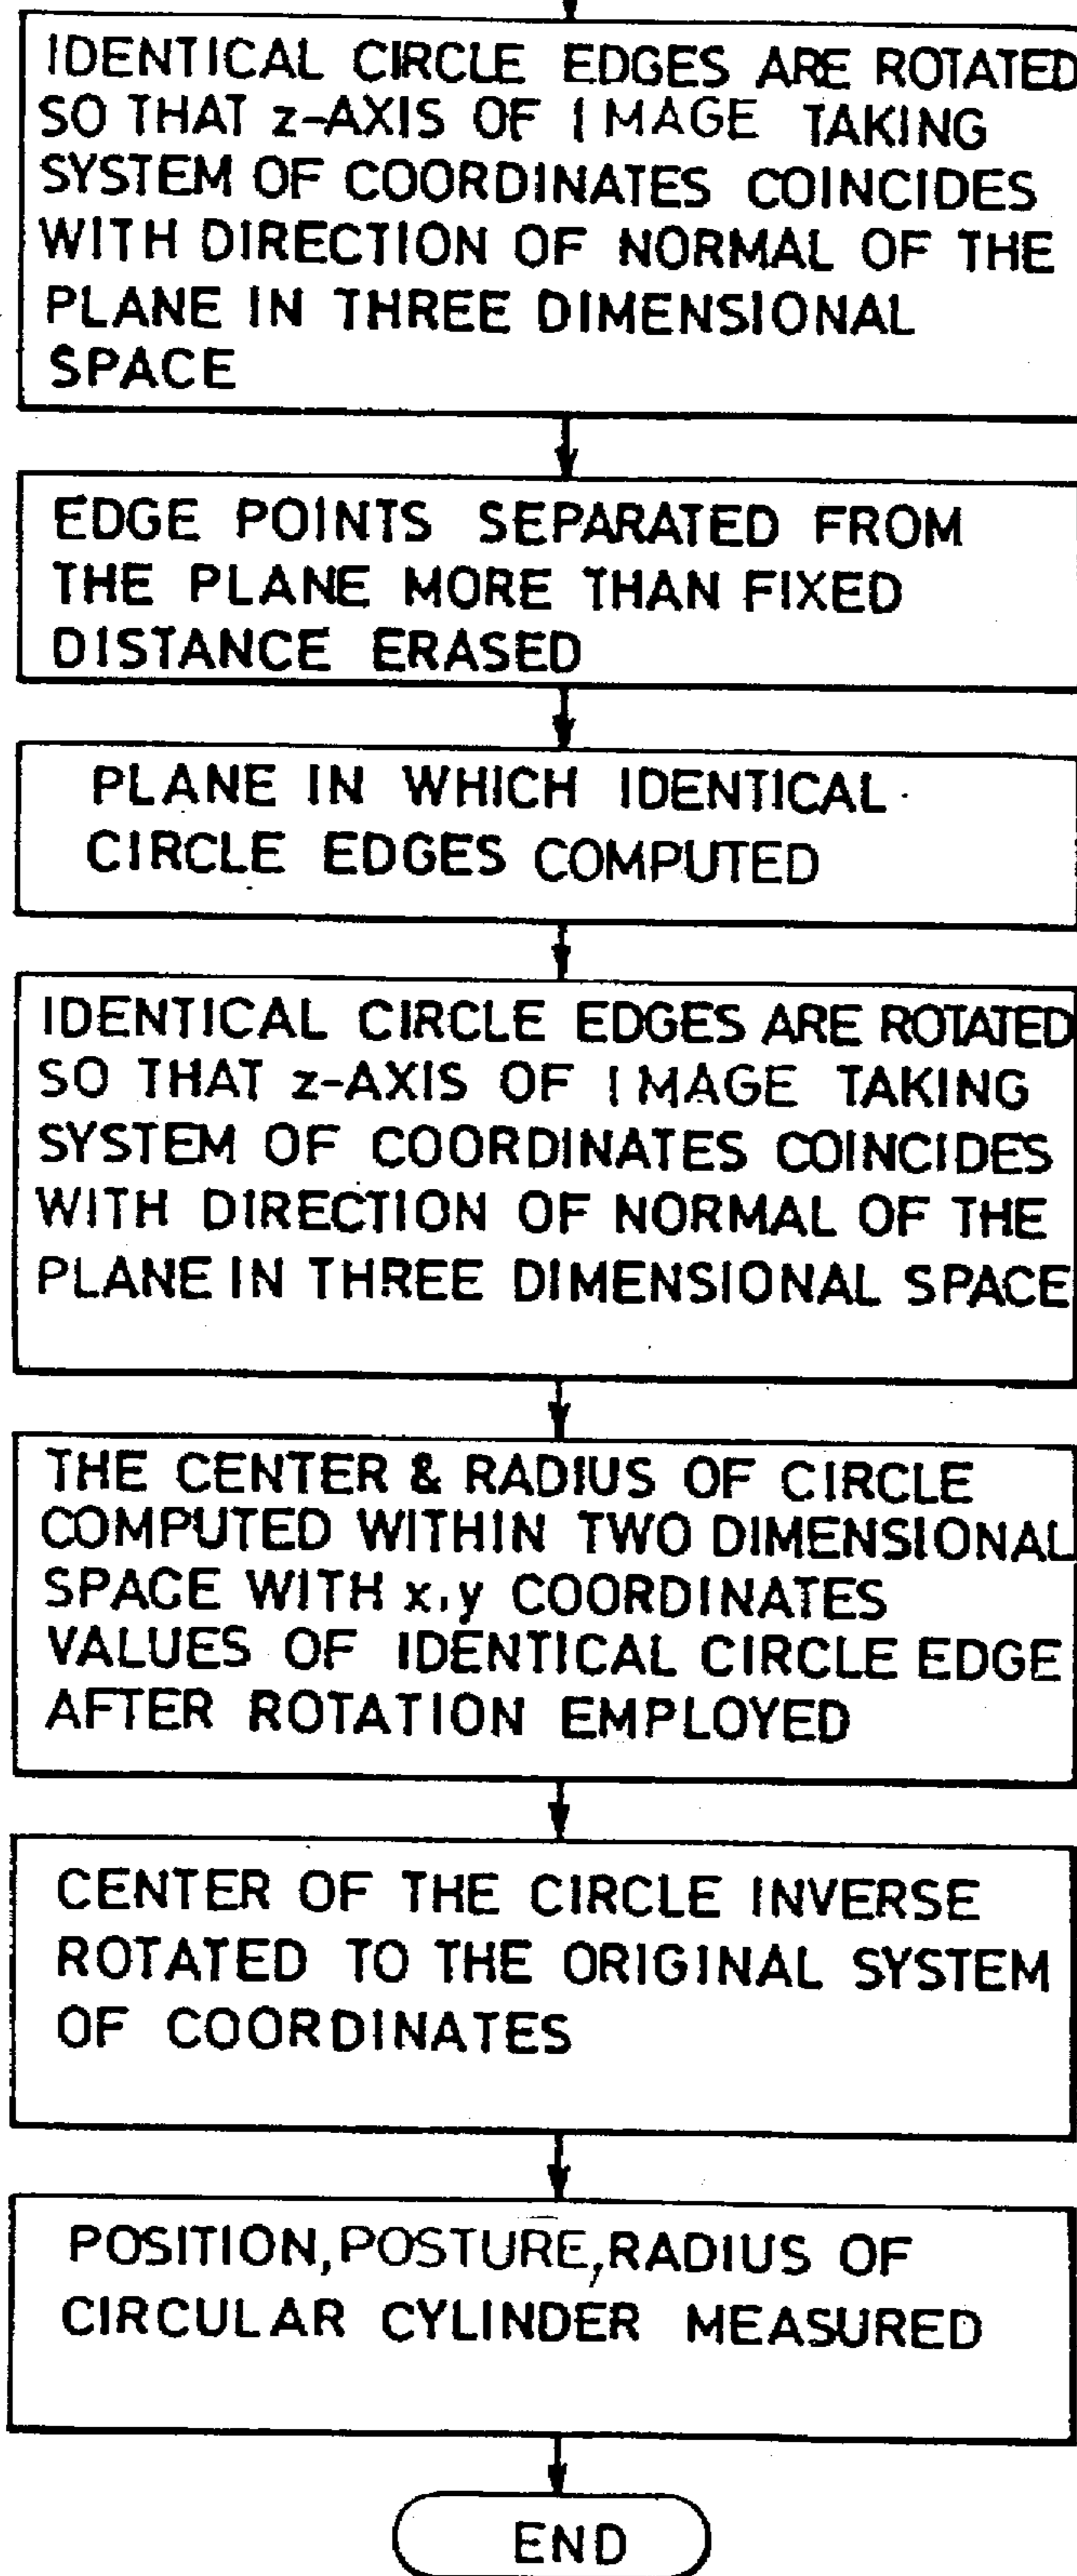 IDENTICAL CIRCLE EDGES ARE ROTATED
SO THAT z-AXIS OF IMAGE TAKING
SYSTEM OF COORDINATES COINCIDES
WITH DIRECTION OF NORMAL OF THE
PLANE IN THREE DIMENSIONAL
SPACE
EDGE POINTS SEPARATED FROM
THE PLANE MORE THAN FIXED
DISTANCE ERASED
PLANE IN WHICH IDENTICAL
CIRCLE EDGES COMPUTED
IDENTICAL CIRCLE EDGES ARE ROTATED
SO THAT z-AXIS OF IMAGE TAKING
SYSTEM OF COORDINATES COINCIDES
WITH DIRECTION OF NORMAL OF THE
PLANE IN THREE DIMENSIONAL SPACE
THE CENTER & RADIUS OF CIRCLE
COMPUTED WITHIN TWO DIMENSIONAL
SPACE WITH x,y COORDINATES
VALUES OF IDENTICAL CIRCLE EDGE
AFTER ROTATION EMPLOYED
CENTER OF THE CIRCLE INVERSE
ROTATED TO THE ORIGINAL SYSTEM
OF COORDINATES
POSITION, POSTURE, RADIUS OF
CIRCULAR CYLINDER MEASURED
END